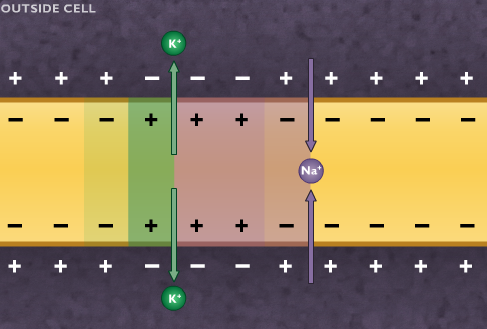 OUTSIDE CELL
K+
+ + + − − − + + + + +
− − − + + + − − − − −
Na+
− − − + + + − − − − −
+ + + − − − + + + + +
K+